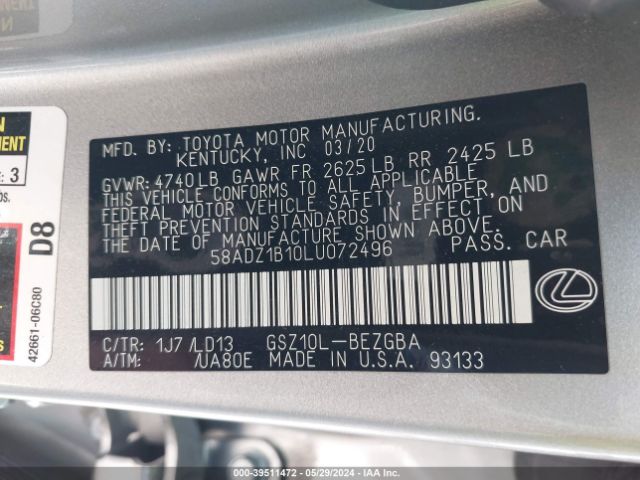 MFD. BY: TOYOTA MOTOR MANUFACTURING.
KENTUCKY, INC 03/20
GVWR: 4740LB GAWR FR 2625LB RR 2425 LB
THIS VEHICLE CONFORMS TO ALL APPLICABLE
FEDERAL MOTOR VEHICLE SAFETY, BUMPER, AND
THEFT PREVENTION STANDARDS IN EFFECT ON
THE DATE OF MANUFACTURE SHOWN ABOVE.
58ADZ1B10LU072496 PASS. CAR
C/TR: 1J7 /LD13 GSZ10L-BEZGBA
A/TM: /UA80E MADE IN U.S.A. 93133
: 3
D8
42661-06C80
000 - 39511472 - 05/29/2024 - IAA Inc.